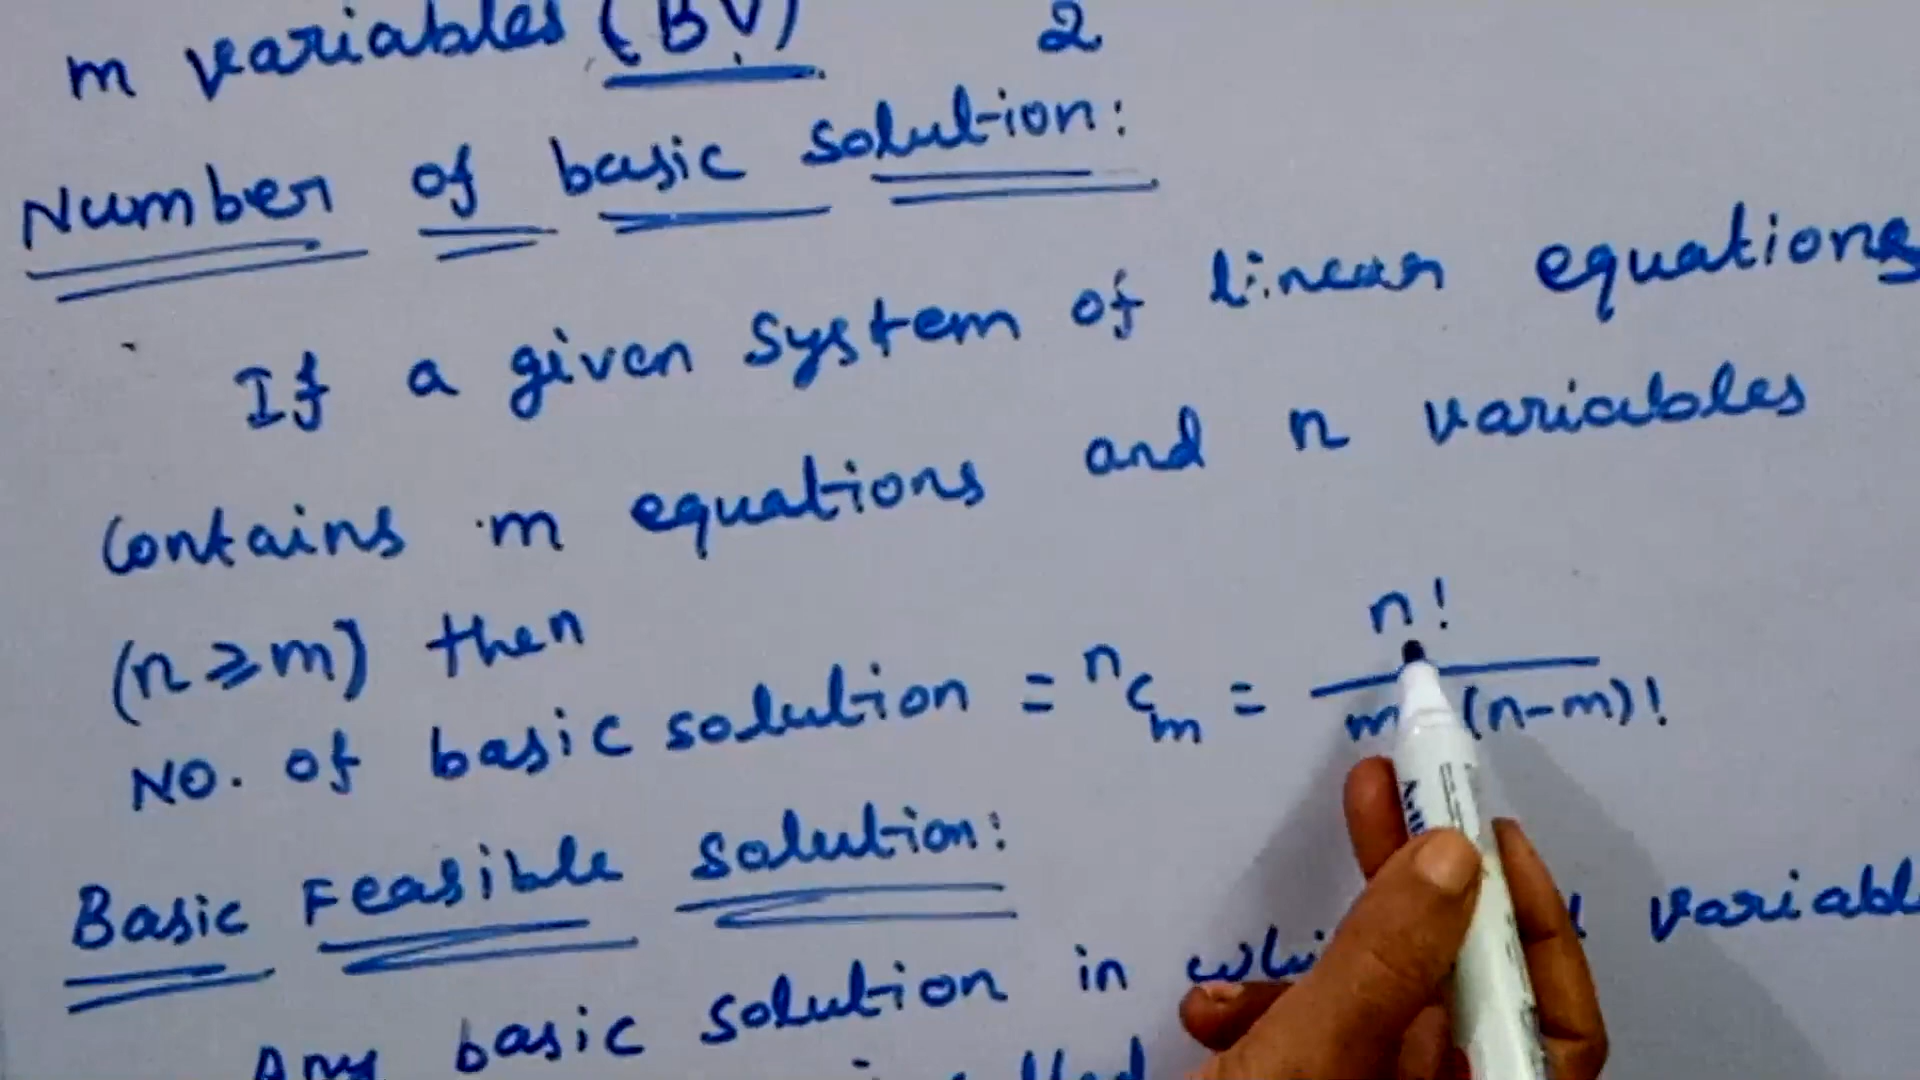 m variables (BV) 2
Number of basic solution:
If a given system of linear equations
contains m equations and n variables
(n ≥ m) then
No. of basic solution = ⁿCₘ = n! / m (n-m)!
Basic Feasible solution:
Any basic solution in variabl